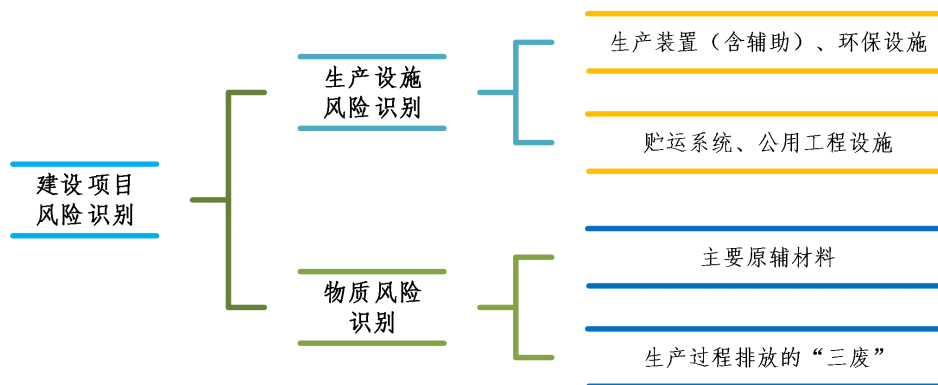 生产装置（含辅助）、环保设施
生产设施
风险识别
贮运系统、公用工程设施
建设项目
风险识别
主要原辅材料
物质风险
识别
生产过程排放的“三废”